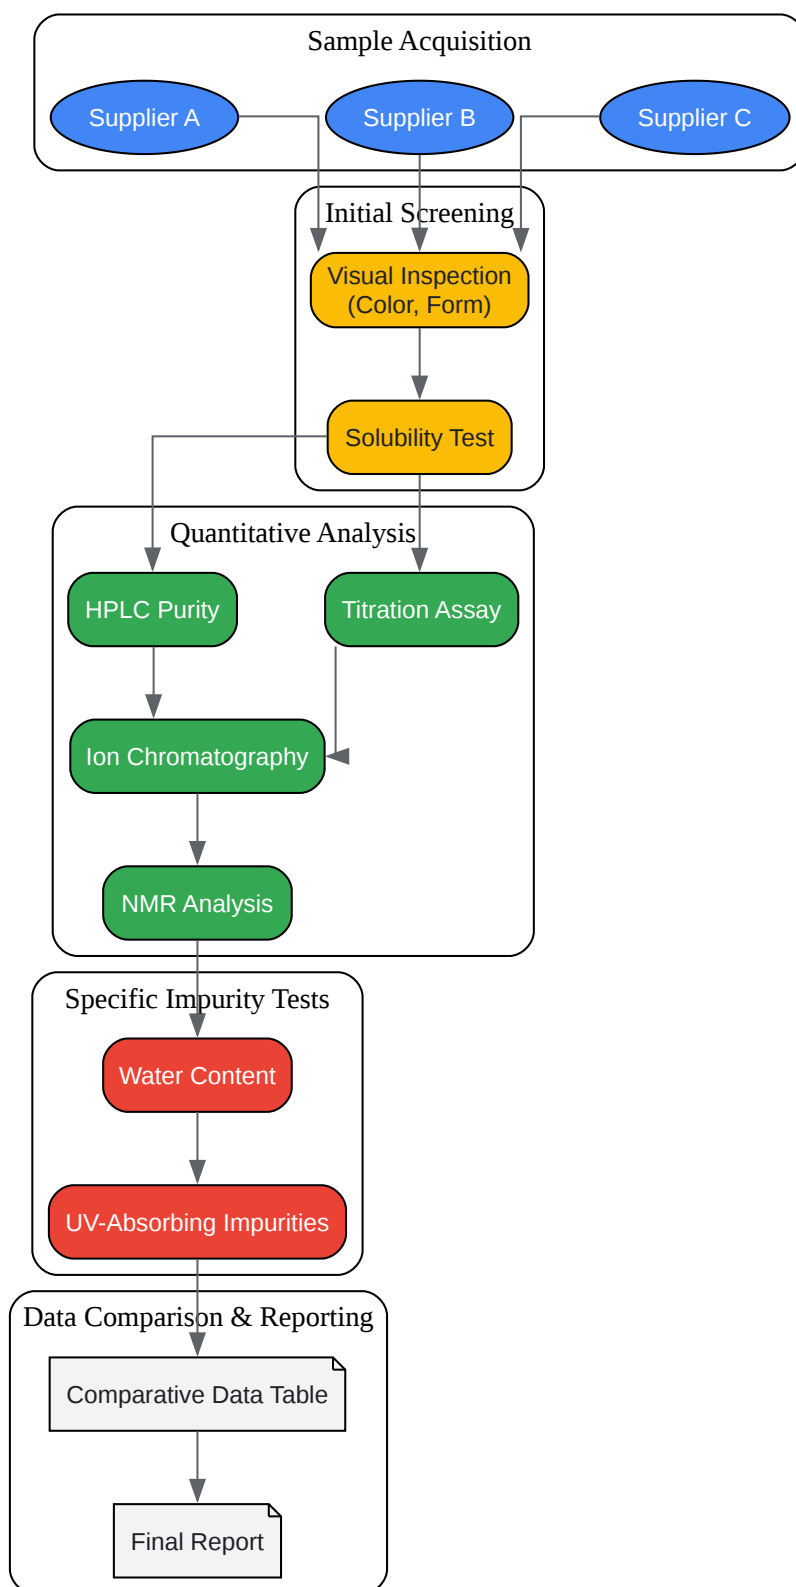 Sample Acquisition
Supplier A
Supplier B
Supplier C
Initial Screening
Visual Inspection
(Color, Form)
Solubility Test
Quantitative Analysis
HPLC Purity
Titration Assay
Ion Chromatography
NMR Analysis
Specific Impurity Tests
Water Content
UV-Absorbing Impurities
Data Comparison & Reporting
Comparative Data Table
Final Report